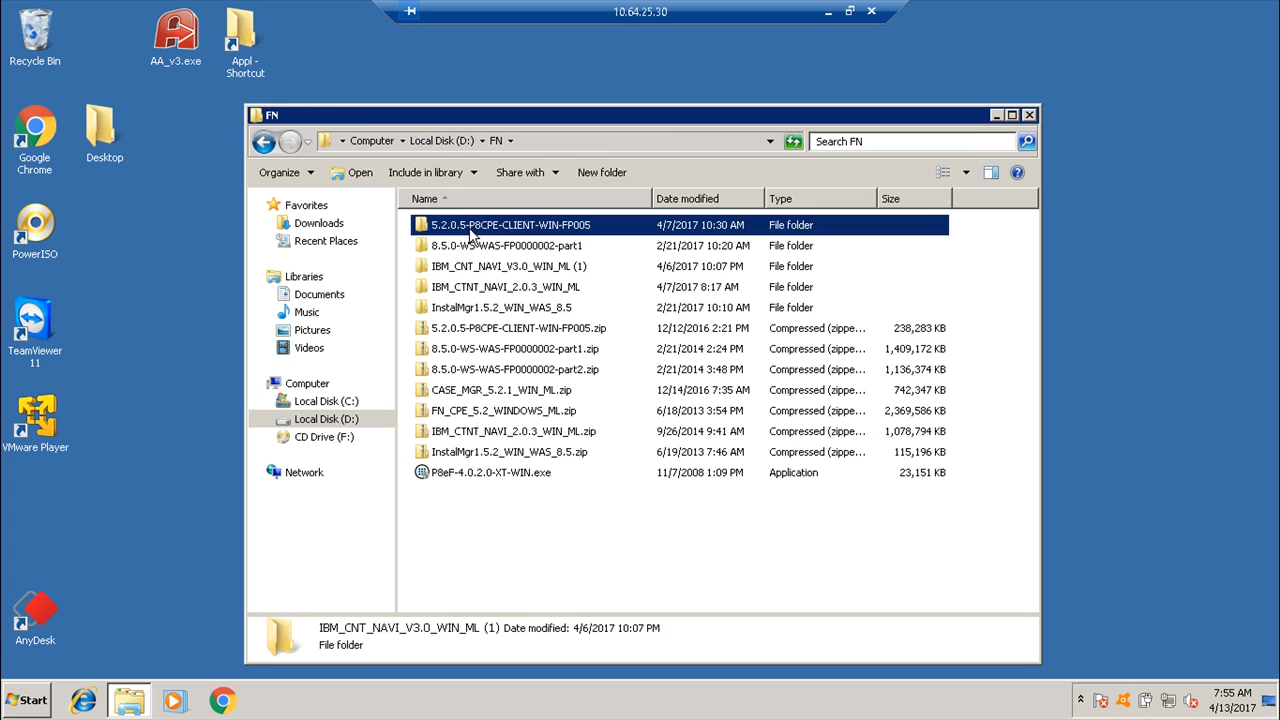 10.64.25.30
Recycle Bin
AA_v3.exe
Appl -
Shortcut
Google
Chrome
Desktop
PowerISO
TeamViewer
11
VMware Player
AnyDesk
FN
Computer Local Disk (D:) FN
Search FN
Organize Open Include in library Share with New folder
Favorites
Downloads
Recent Places
Libraries
Documents
Music
Pictures
Videos
Computer
Local Disk (C:)
Local Disk (D:)
CD Drive (F:)
Network
Name Date modified Type Size
5.2.0.5-P8CPE-CLIENT-WIN-FP005 4/7/2017 10:30 AM File folder
8.5.0-WS-WAS-FP0000002-part1 2/21/2017 10:20 AM File folder
IBM_CNT_NAVI_V3.0_WIN_ML (1) 4/6/2017 10:07 PM File folder
IBM_CTNT_NAVI_2.0.3_WIN_ML 4/7/2017 8:17 AM File folder
InstalMgr1.5.2_WIN_WAS_8.5 2/21/2017 10:10 AM File folder
5.2.0.5-P8CPE-CLIENT-WIN-FP005.zip 12/12/2016 2:21 PM Compressed (zippe... 238,283 KB
8.5.0-WS-WAS-FP0000002-part1.zip 2/21/2014 2:24 PM Compressed (zippe... 1,409,172 KB
8.5.0-WS-WAS-FP0000002-part2.zip 2/21/2014 3:48 PM Compressed (zippe... 1,136,374 KB
CASE_MGR_5.2.1_WIN_ML.zip 12/14/2016 7:35 AM Compressed (zippe... 742,347 KB
FN_CPE_5.2_WINDOWS_ML.zip 6/18/2013 3:54 PM Compressed (zippe... 2,369,586 KB
IBM_CTNT_NAVI_2.0.3_WIN_ML.zip 9/26/2014 9:41 AM Compressed (zippe... 1,078,794 KB
InstalMgr1.5.2_WIN_WAS_8.5.zip 6/19/2013 7:46 AM Compressed (zippe... 115,196 KB
P8eF-4.0.2.0-XT-WIN.exe 11/7/2008 1:09 PM Application 23,151 KB
IBM_CNT_NAVI_V3.0_WIN_ML (1) Date modified: 4/6/2017 10:07 PM
File folder
Start
7:55 AM
4/13/2017